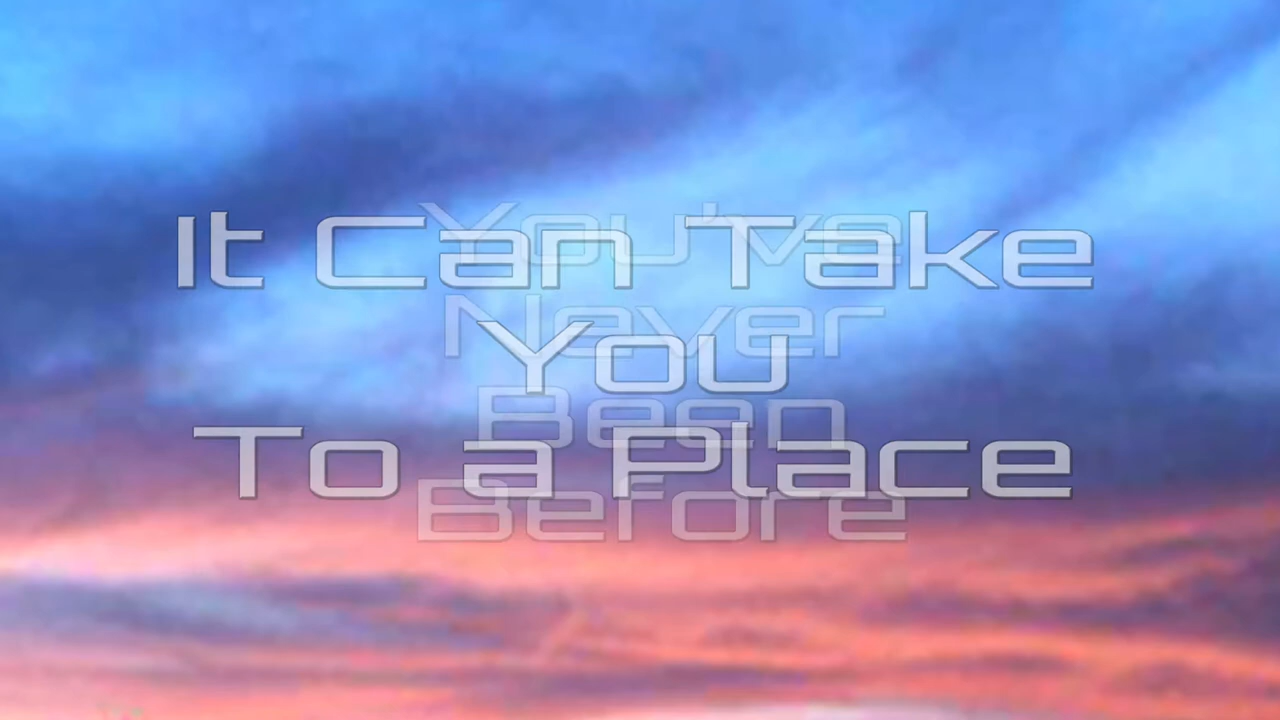 It Can Take
You
To a Place
You've
Never
Been
Before